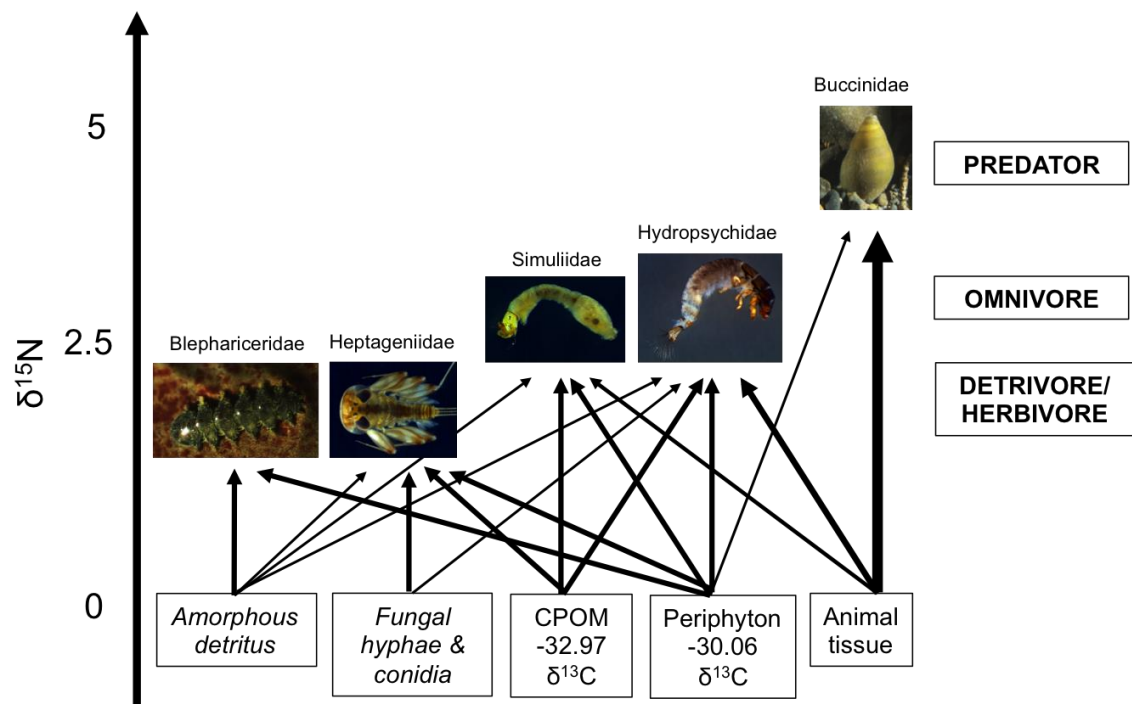 Buccinidae
5
PREDATOR
Hydropsychidae
Simuliidae
OMNIVORE
δ¹⁵N
2.5
Blephariceridae
Heptageniidae
DETRIVORE/
HERBIVORE
0
Amorphous
detritus
Fungal
hyphae &
conidia
CPOM
-32.97
δ¹³C
Periphyton
-30.06
δ¹³C
Animal
tissue